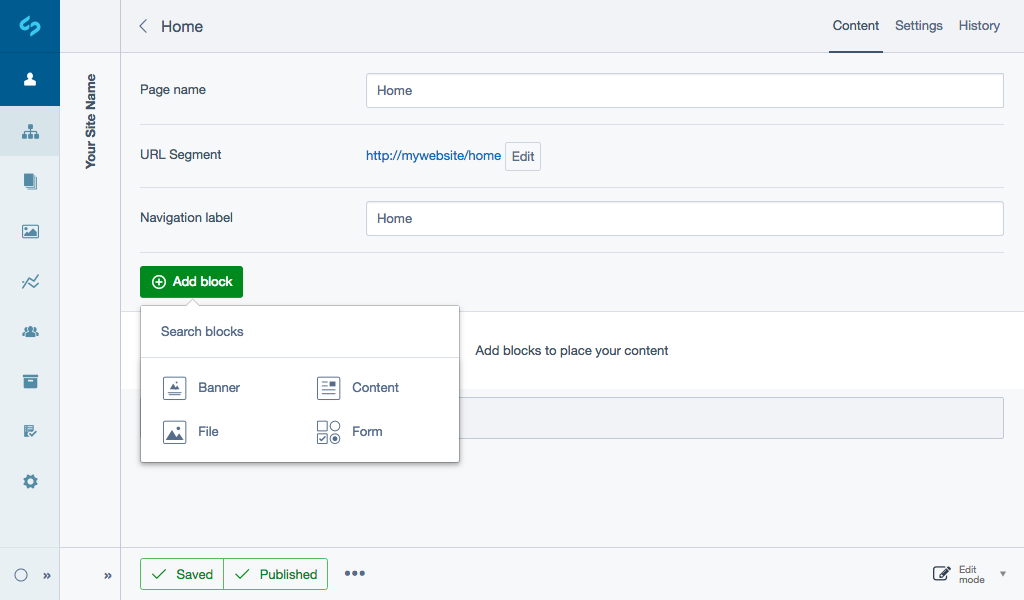 Home
Content
Settings
History
Your Site Name
Page name
Home
URL Segment
http://mywebsite/home
Edit
Navigation label
Home
Add block
Search blocks
Add blocks to place your content
Banner
Content
File
Form
»
»
Saved
Published
Edit
mode